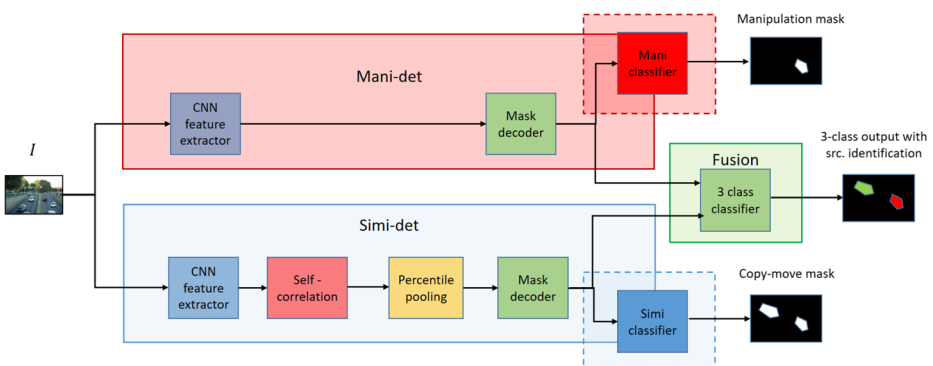 Manipulation mask
Mani
classifier
Mani-det
CNN
feature
extractor
Mask
decoder
I
3-class output with
src. identification
Fusion
3 class
classifier
Simi-det
CNN
feature
extractor
Self -
correlation
Percentile
pooling
Mask
decoder
Copy-move mask
Simi
classifier